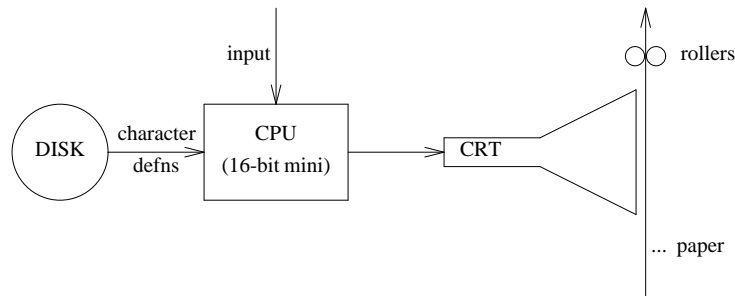 input
rollers
DISK
character
defns
CPU
(16-bit mini)
CRT
... paper